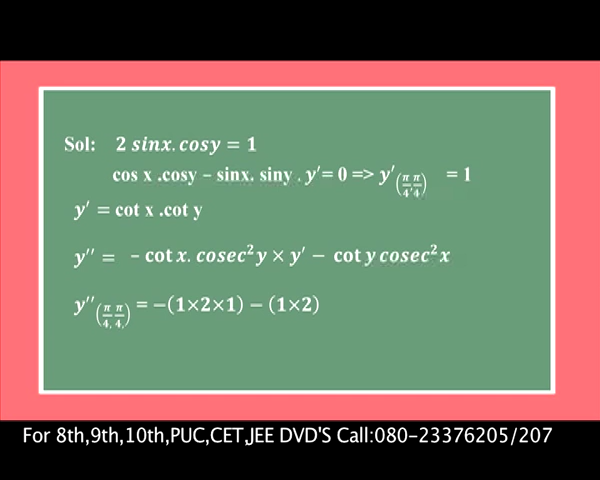 Sol: 2 sinx. cosy = 1
cos x .cosy – sinx. siny . y′= 0 => y′(π/4, π/4) = 1
y′ = cot x .cot y
y′′ = - cot x. cosec²y × y′ – cot y cosec²x
y′′(π/4, π/4,) = –(1×2×1) – (1×2)
For 8th,9th,10th,PUC,CET,JEE DVD'S Call:080-23376205/207